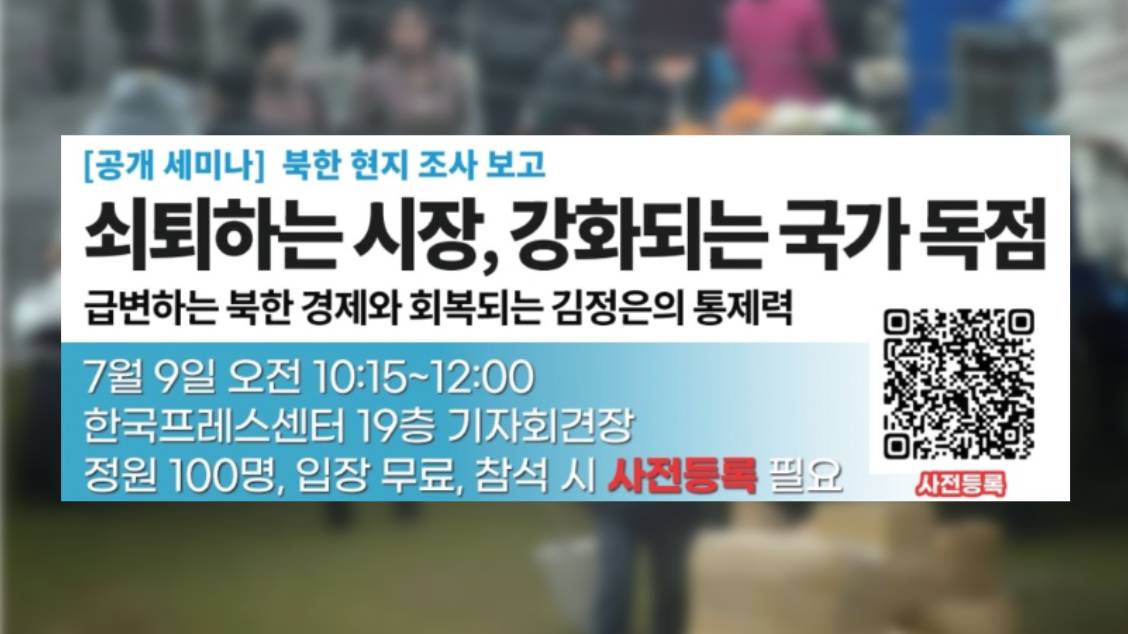 [공개 세미나] 북한 현지 조사 보고
쇠퇴하는 시장, 강화되는 국가 독점
급변하는 북한 경제와 회복되는 김정은의 통제력
7월 9일 오전 10:15~12:00
한국프레스센터 19층 기자회견장
정원 100명, 입장 무료, 참석 시 사전등록 필요
사전등록